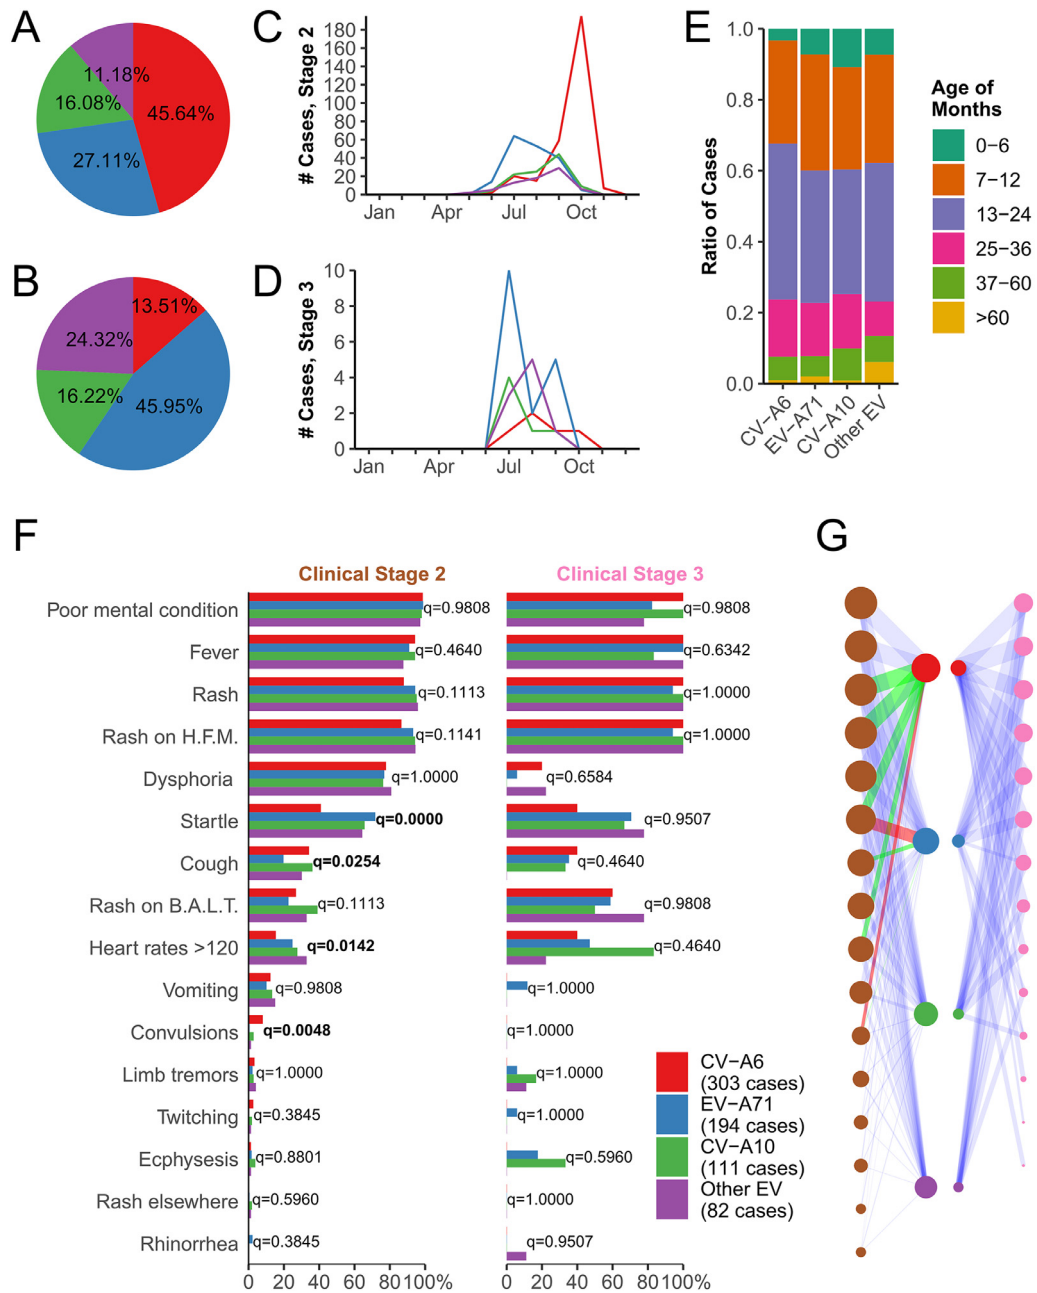 A
11.18%
16.08%
45.64%
27.11%
B
13.51%
24.32%
16.22%
45.95%
C
# Cases, Stage 2
180
160
140
120
100
80
60
40
20
0
Jan
Apr
Jul
Oct
D
# Cases, Stage 3
10
8
6
4
2
0
Jan
Apr
Jul
Oct
E
Ratio of Cases
1.0
0.8
0.6
0.4
0.2
0.0
CV−A6
EV−A71
CV−A10
Other EV
Age of
Months
0−6
7−12
13−24
25−36
37−60
>60
F
Clinical Stage 2
Clinical Stage 3
Poor mental condition q=0.9808 q=0.9808
Fever q=0.4640 q=0.6342
Rash q=0.1113 q=1.0000
Rash on H.F.M. q=0.1141 q=1.0000
Dysphoria q=1.0000 q=0.6584
Startle q=0.0000 q=0.9507
Cough q=0.0254 q=0.4640
Rash on B.A.L.T. q=0.1113 q=0.9808
Heart rates >120 q=0.0142 q=0.4640
Vomiting q=0.9808 q=1.0000
Convulsions q=0.0048 q=1.0000
Limb tremors q=1.0000 q=1.0000
Twitching q=0.3845 q=1.0000
Ecphysesis q=0.8801 q=0.5960
Rash elsewhere q=0.5960 q=1.0000
Rhinorrhea q=0.3845 q=0.9507
0 20 40 60 80 100%
0 20 40 60 80 100%
CV−A6
(303 cases)
EV−A71
(194 cases)
CV−A10
(111 cases)
Other EV
(82 cases)
G